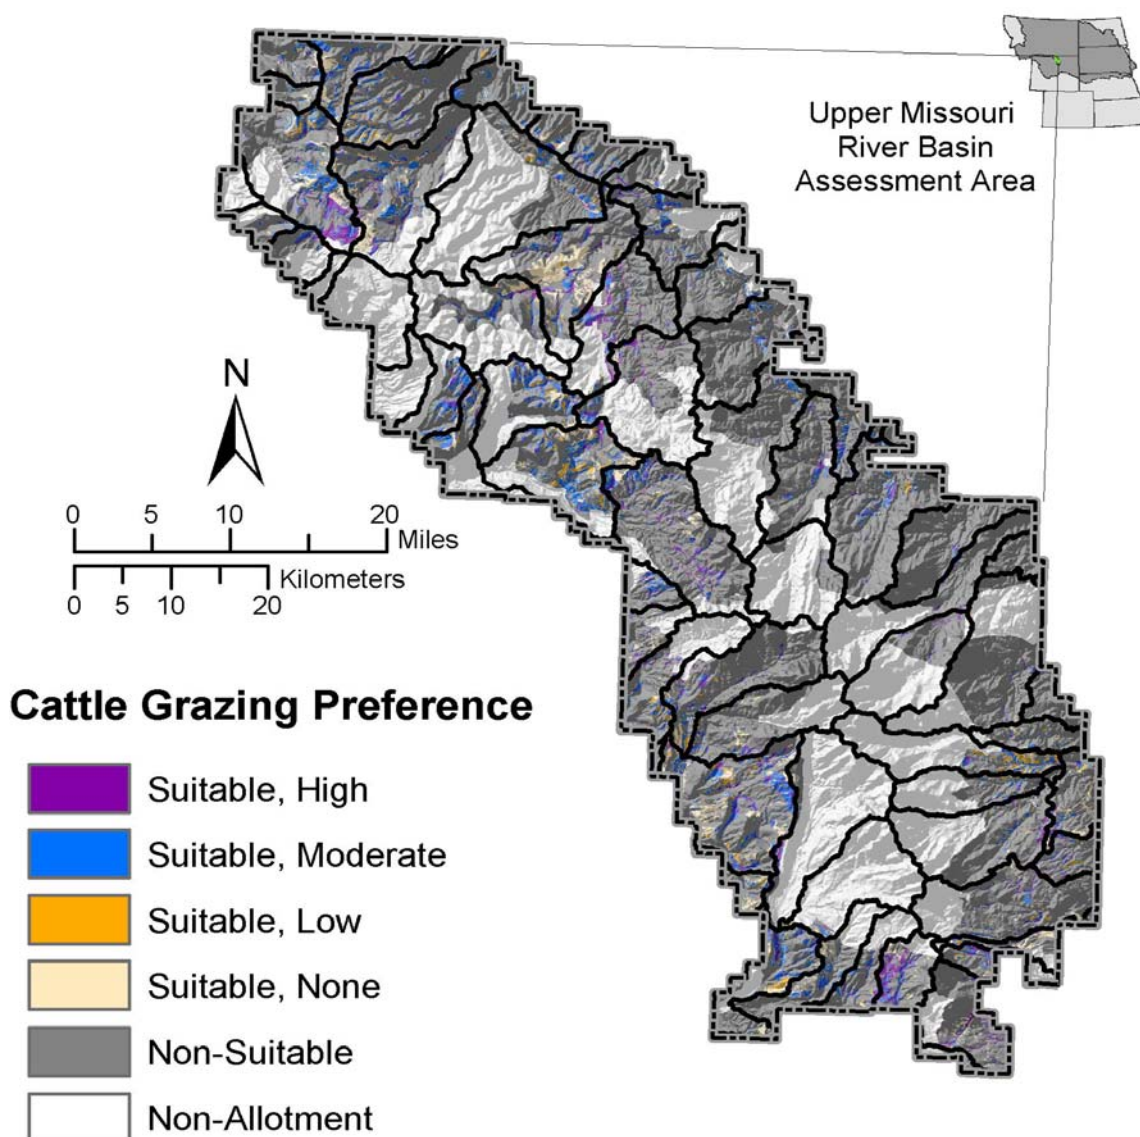 Upper Missouri
River Basin
Assessment Area
N
0 5 10 20
Miles
Kilometers
0 5 10 20
Cattle Grazing Preference
Suitable, High
Suitable, Moderate
Suitable, Low
Suitable, None
Non-Suitable
Non-Allotment